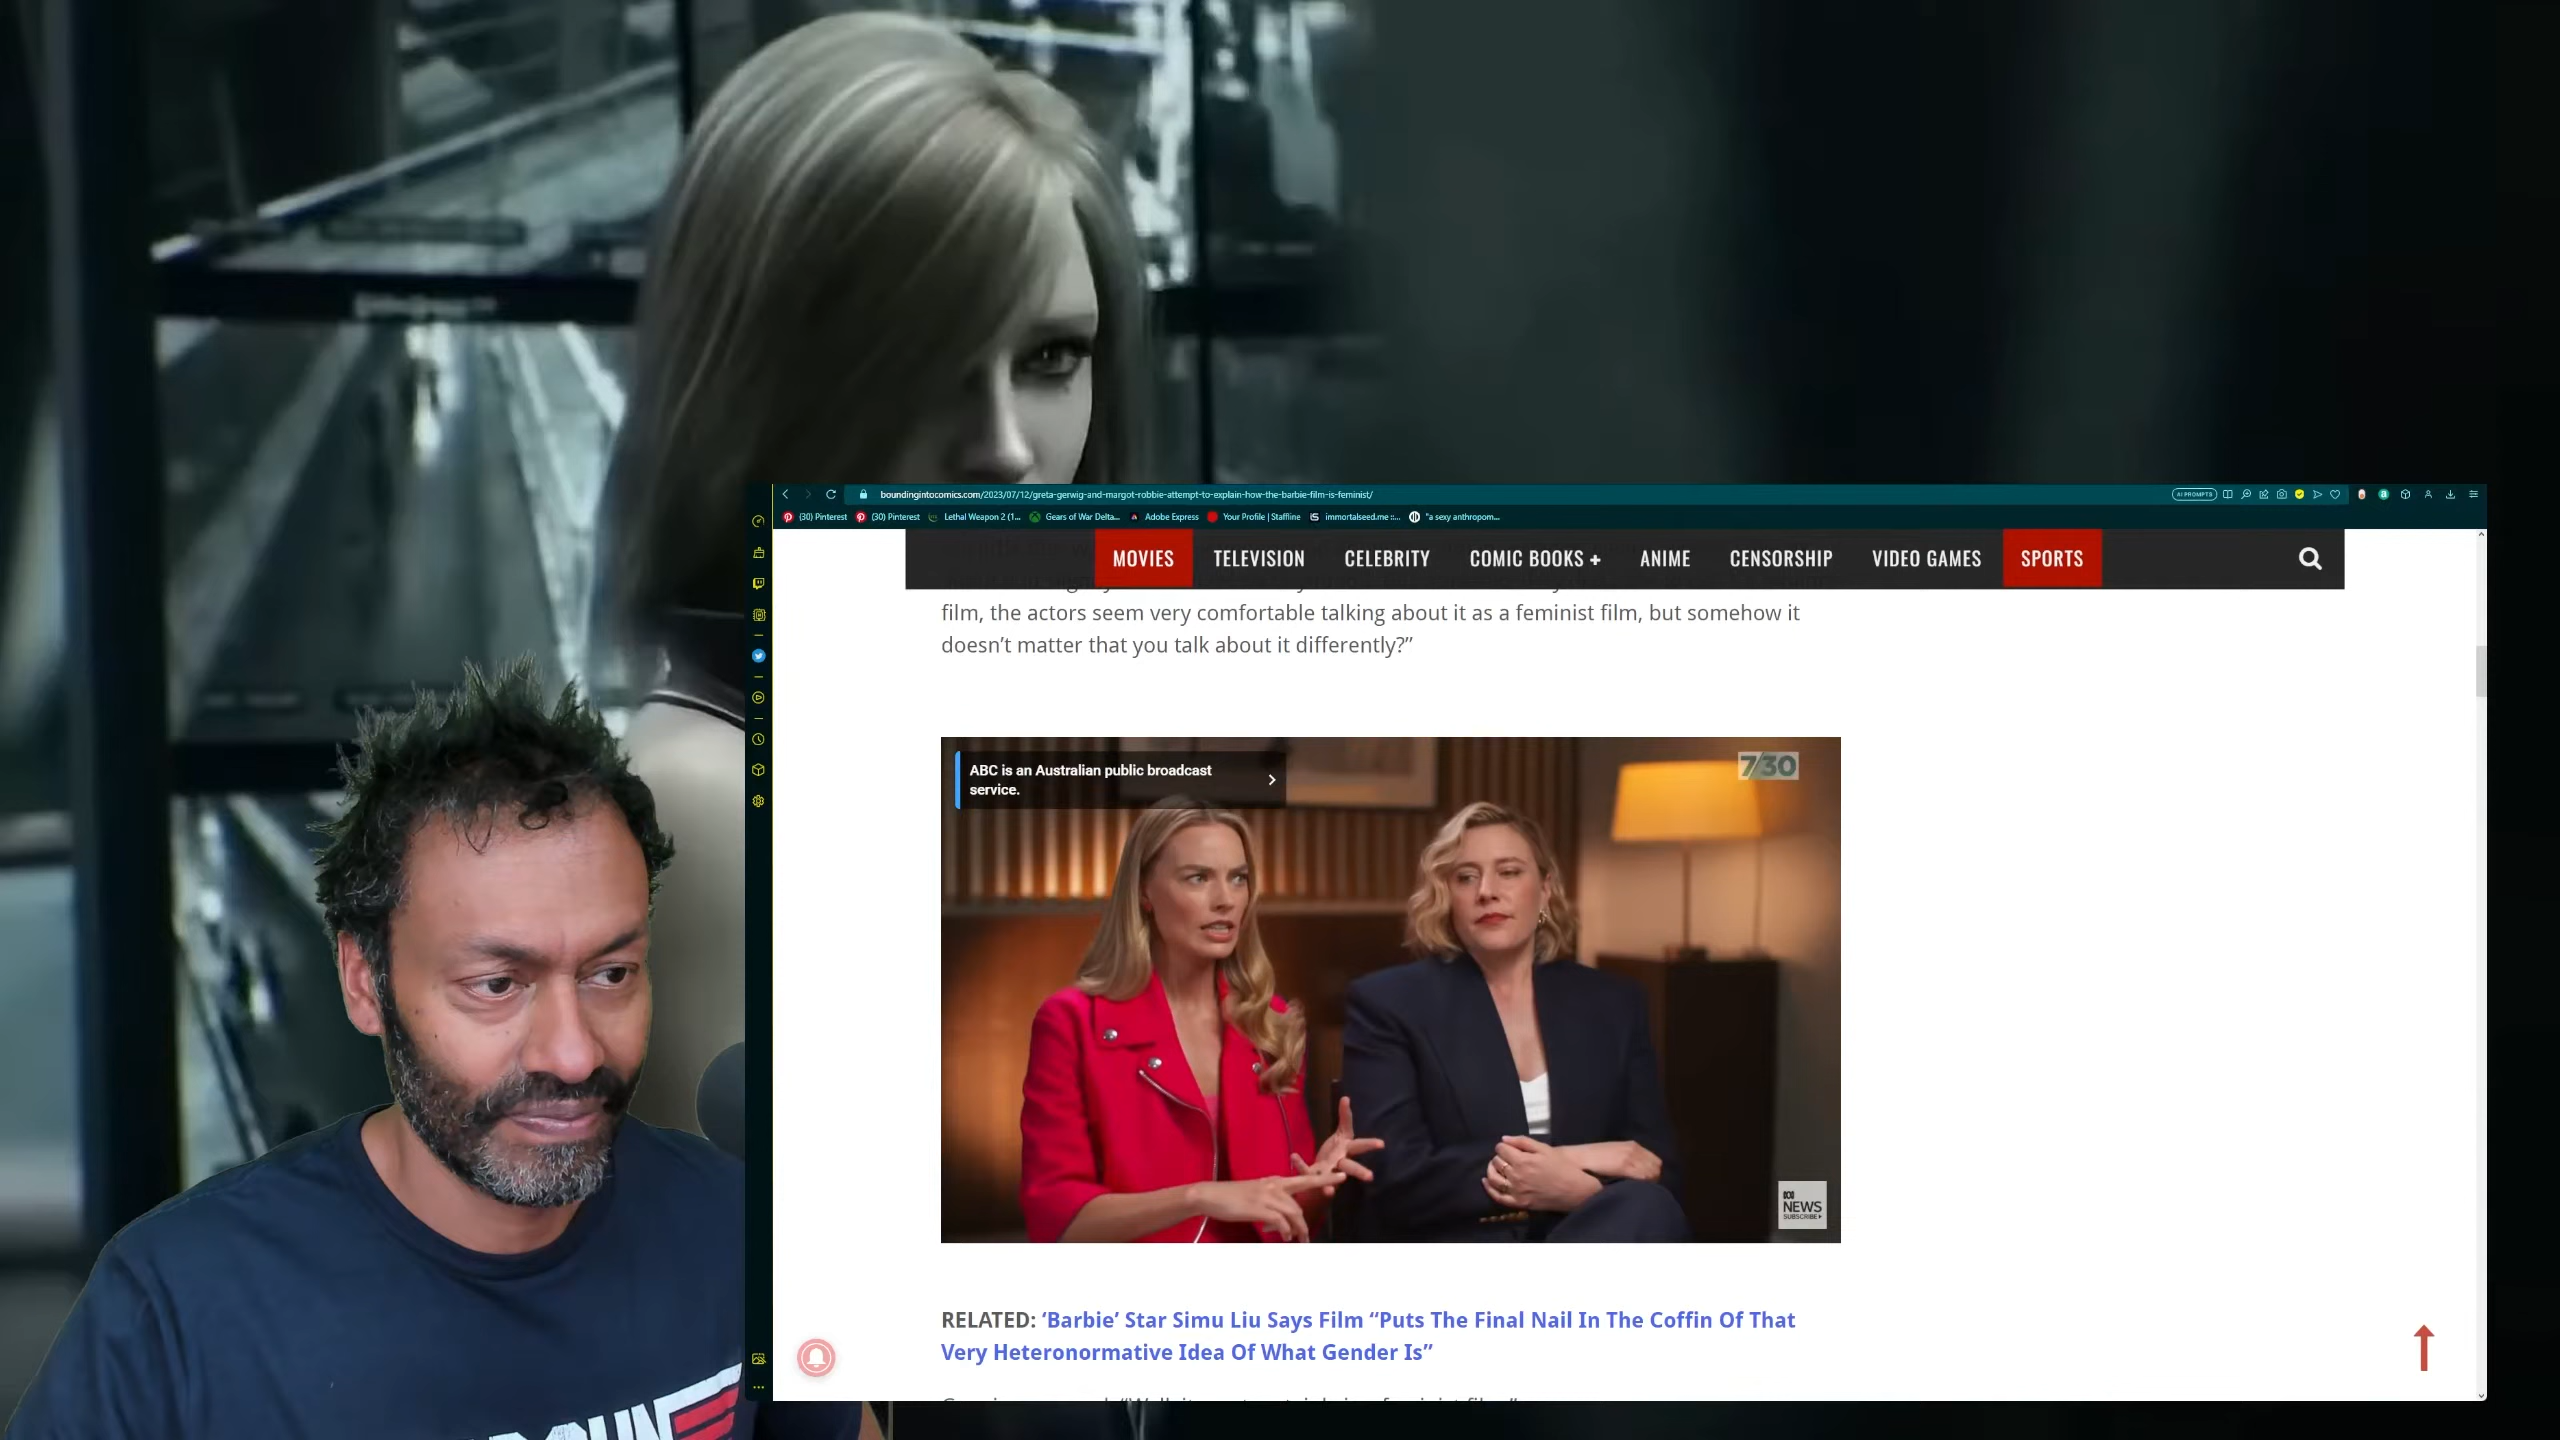 boundingintocomics.com/2023/07/12/greta-gerwig-and-margot-robbie-attempt-to-explain-how-the-barbie-film-is-feminist/
AI PROMPTS
(30) Pinterest
(30) Pinterest
Lethal Weapon 2 (1...
Gears of War Delta...
Adobe Express
Your Profile | Staffline
immortalseed.me ::...
"a sexy anthropom...
MOVIES
TELEVISION
CELEBRITY
COMIC BOOKS +
ANIME
CENSORSHIP
VIDEO GAMES
SPORTS
film, the actors seem very comfortable talking about it as a feminist film, but somehow it
doesn’t matter that you talk about it differently?”
ABC is an Australian public broadcast
service.
7/30
NEWS
SUBSCRIBE
RELATED: ‘Barbie’ Star Simu Liu Says Film “Puts The Final Nail In The Coffin Of That
Very Heteronormative Idea Of What Gender Is”